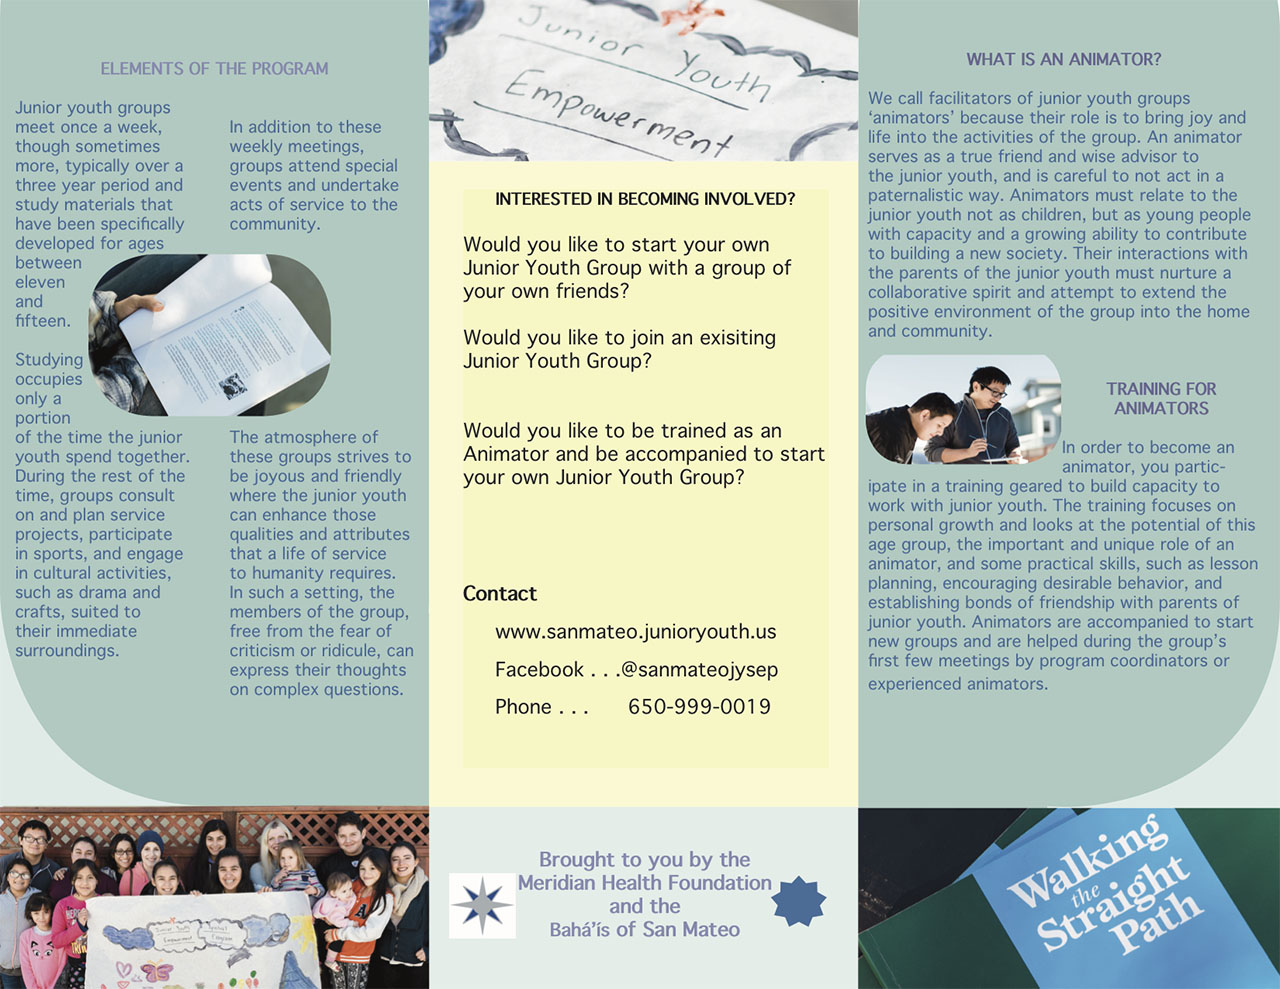 ELEMENTS OF THE PROGRAM
Junior youth groups
meet once a week,
though sometimes
more, typically over a
three year period and
study materials that
have been specifically
developed for ages
between
eleven
and
fifteen.
Studying
occupies
only a
portion
of the time the junior
youth spend together.
During the rest of the
time, groups consult
on and plan service
projects, participate
in sports, and engage
in cultural activities,
such as drama and
crafts, suited to
their immediate
surroundings.
In addition to these
weekly meetings,
groups attend special
events and undertake
acts of service to the
community.
The atmosphere of
these groups strives to
be joyous and friendly
where the junior youth
can enhance those
qualities and attributes
that a life of service
to humanity requires.
In such a setting, the
members of the group,
free from the fear of
criticism or ridicule, can
express their thoughts
on complex questions.
Junior Youth
Empowerment
Junior Youth
Empowerment
INTERESTED IN BECOMING INVOLVED?
Would you like to start your own
Junior Youth Group with a group of
your own friends?
Would you like to join an exisiting
Junior Youth Group?
Would you like to be trained as an
Animator and be accompanied to start
your own Junior Youth Group?
Contact
www.sanmateo.junioryouth.us
Facebook . . .@sanmateojysep
Phone . . . 650-999-0019
Brought to you by the
Meridian Health Foundation
and the
Bahá’ís of San Mateo
WHAT IS AN ANIMATOR?
We call facilitators of junior youth groups
‘animators’ because their role is to bring joy and
life into the activities of the group. An animator
serves as a true friend and wise advisor to
the junior youth, and is careful to not act in a
paternalistic way. Animators must relate to the
junior youth not as children, but as young people
with capacity and a growing ability to contribute
to building a new society. Their interactions with
the parents of the junior youth must nurture a
collaborative spirit and attempt to extend the
positive environment of the group into the home
and community.
TRAINING FOR
ANIMATORS
In order to become an
animator, you partic-
ipate in a training geared to build capacity to
work with junior youth. The training focuses on
personal growth and looks at the potential of this
age group, the important and unique role of an
animator, and some practical skills, such as lesson
planning, encouraging desirable behavior, and
establishing bonds of friendship with parents of
junior youth. Animators are accompanied to start
new groups and are helped during the group’s
first few meetings by program coordinators or
experienced animators.
Walking
the
Straight
Path